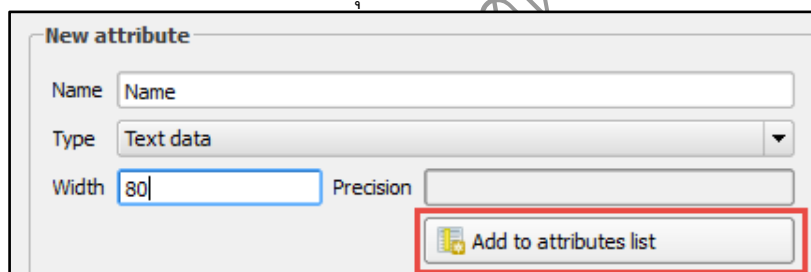 New attribute
Name Name
Type Text data
Width 80 Precision
Add to attributes list